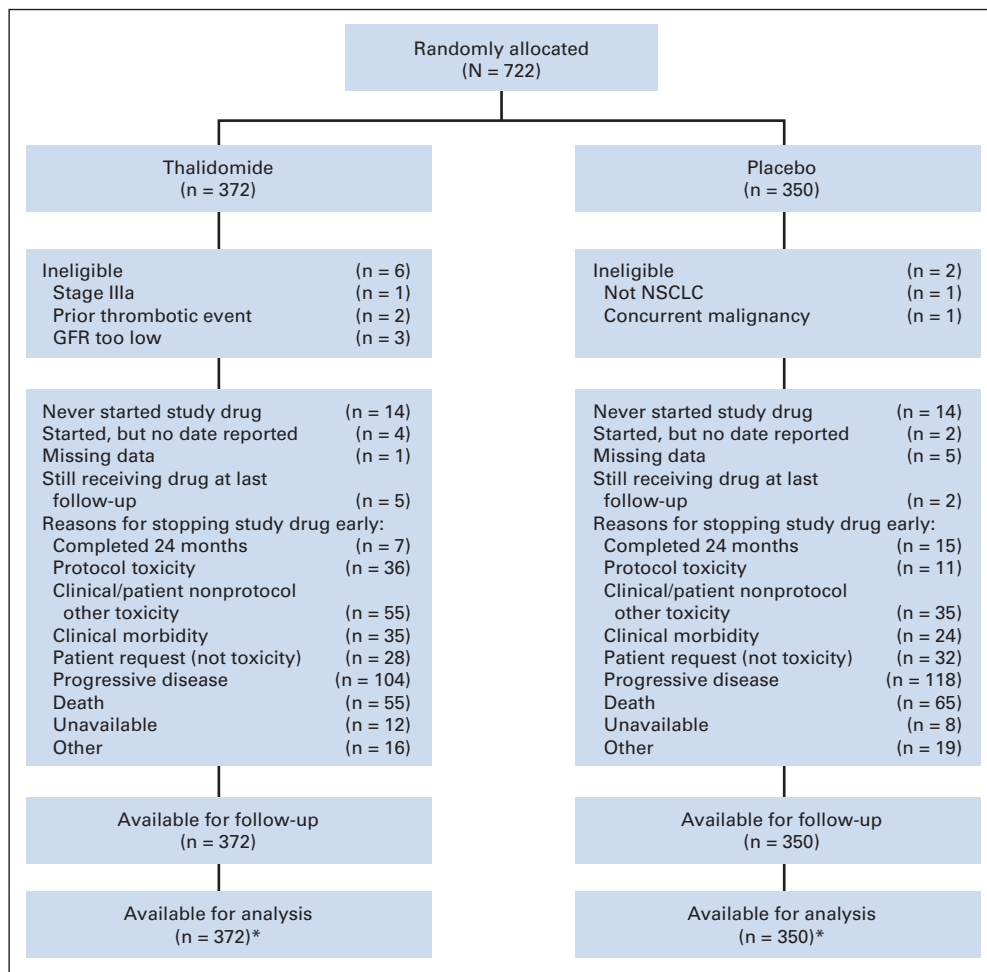 Randomly allocated
(N = 722)
Thalidomide
(n = 372)
Placebo
(n = 350)
Ineligible (n = 6)
Stage IIIa (n = 1)
Prior thrombotic event (n = 2)
GFR too low (n = 3)
Ineligible (n = 2)
Not NSCLC (n = 1)
Concurrent malignancy (n = 1)
Never started study drug (n = 14)
Started, but no date reported (n = 4)
Missing data (n = 1)
Still receiving drug at last
follow-up (n = 5)
Reasons for stopping study drug early:
Completed 24 months (n = 7)
Protocol toxicity (n = 36)
Clinical/patient nonprotocol
other toxicity (n = 55)
Clinical morbidity (n = 35)
Patient request (not toxicity) (n = 28)
Progressive disease (n = 104)
Death (n = 55)
Unavailable (n = 12)
Other (n = 16)
Never started study drug (n = 14)
Started, but no date reported (n = 2)
Missing data (n = 5)
Still receiving drug at last
follow-up (n = 2)
Reasons for stopping study drug early:
Completed 24 months (n = 15)
Protocol toxicity (n = 11)
Clinical/patient nonprotocol
other toxicity (n = 35)
Clinical morbidity (n = 24)
Patient request (not toxicity) (n = 32)
Progressive disease (n = 118)
Death (n = 65)
Unavailable (n = 8)
Other (n = 19)
Available for follow-up
(n = 372)
Available for follow-up
(n = 350)
Available for analysis
(n = 372)*
Available for analysis
(n = 350)*